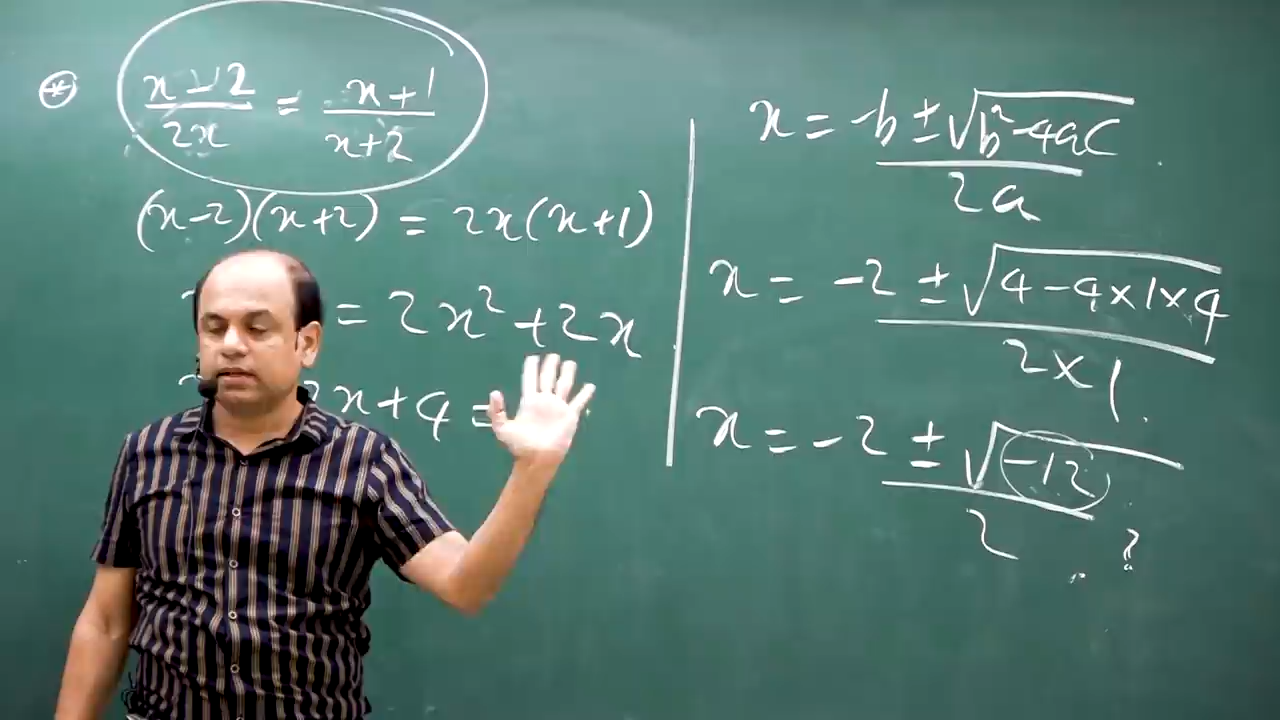 ⊛ (x-2)/(2x) = (x+1)/(x+2)
(x-2)(x+2) = 2x(x+1)
= 2x² + 2x
2x + 4 =
x = (-b ± √(b²-4ac))/(2a)
x = (-2 ± √(4-4×1×4))/(2×1)
x = (-2 ± √(-12))/2 ?